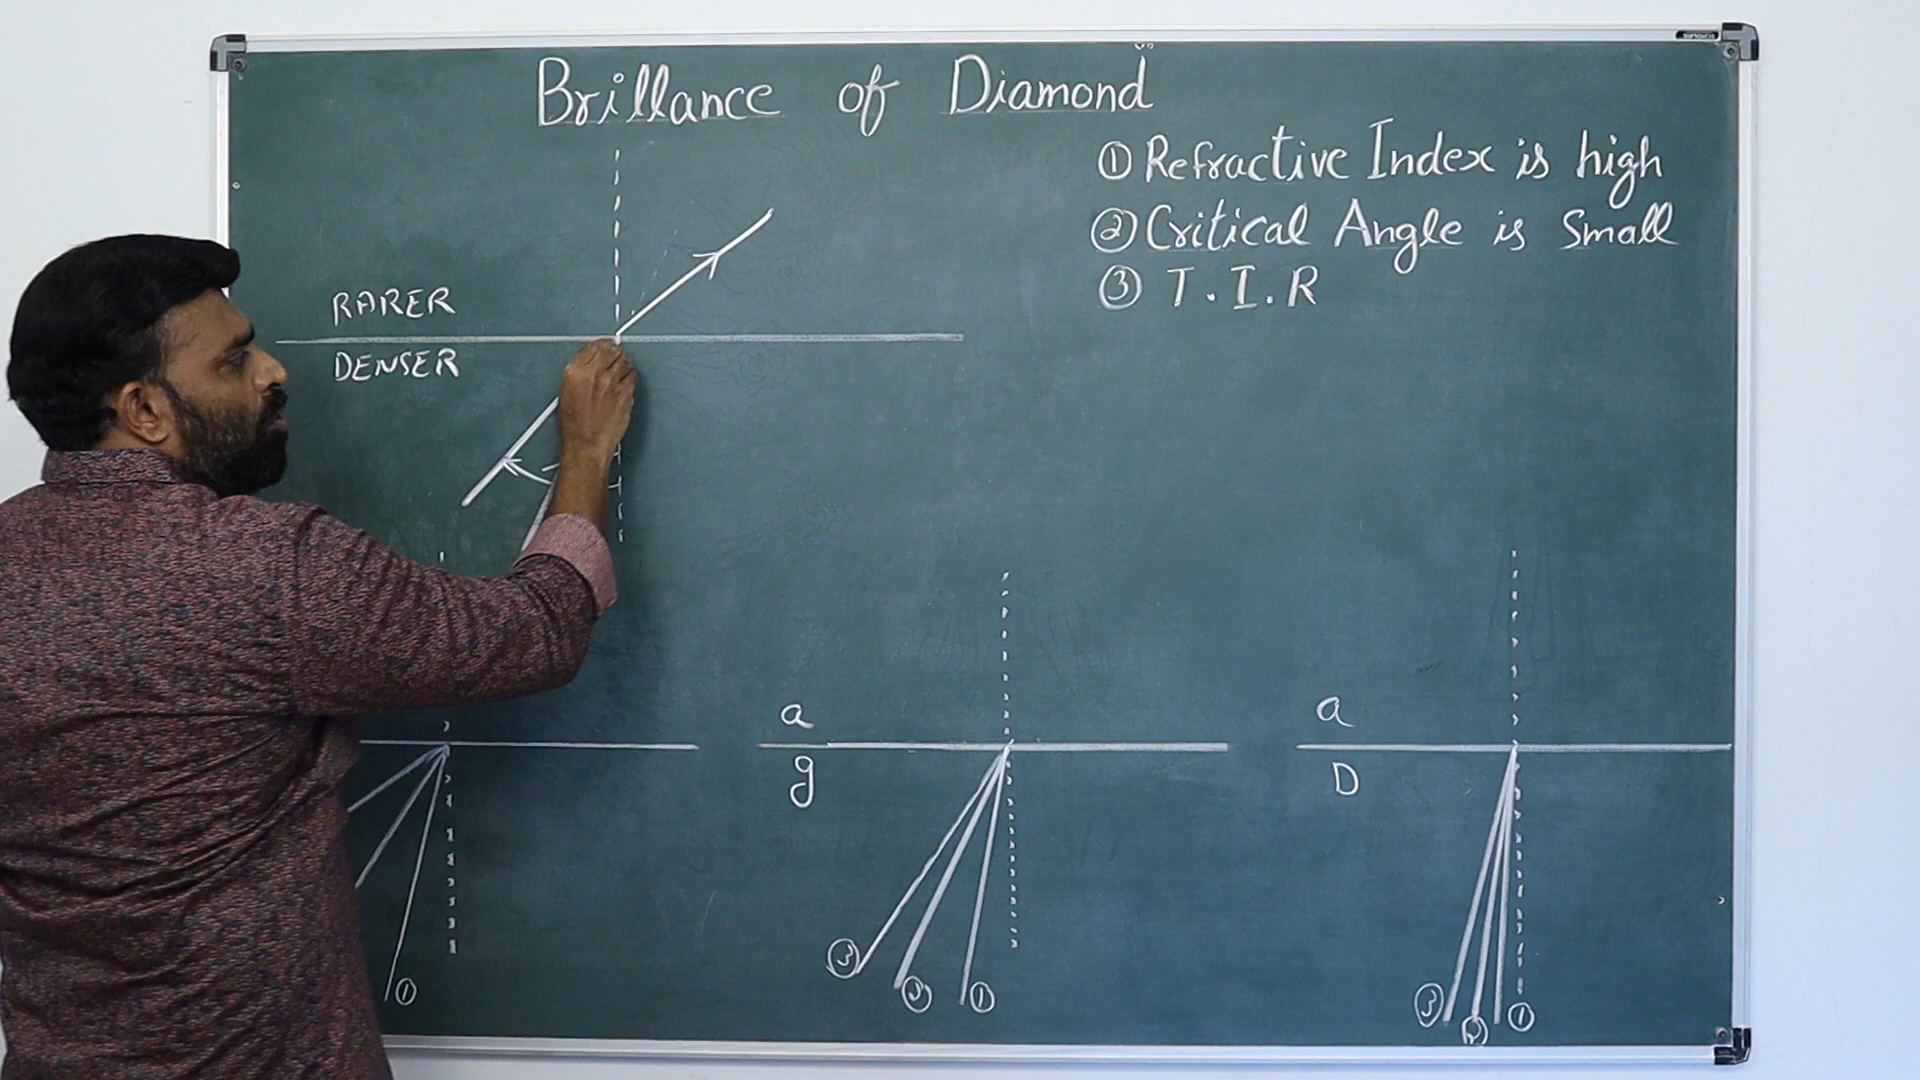 Brillance of Diamond
① Refractive Index is high
② Critical Angle is Small
③ T.I.R
RARER
DENSER
a
g
a
D
③
②
①
③
②
①
①